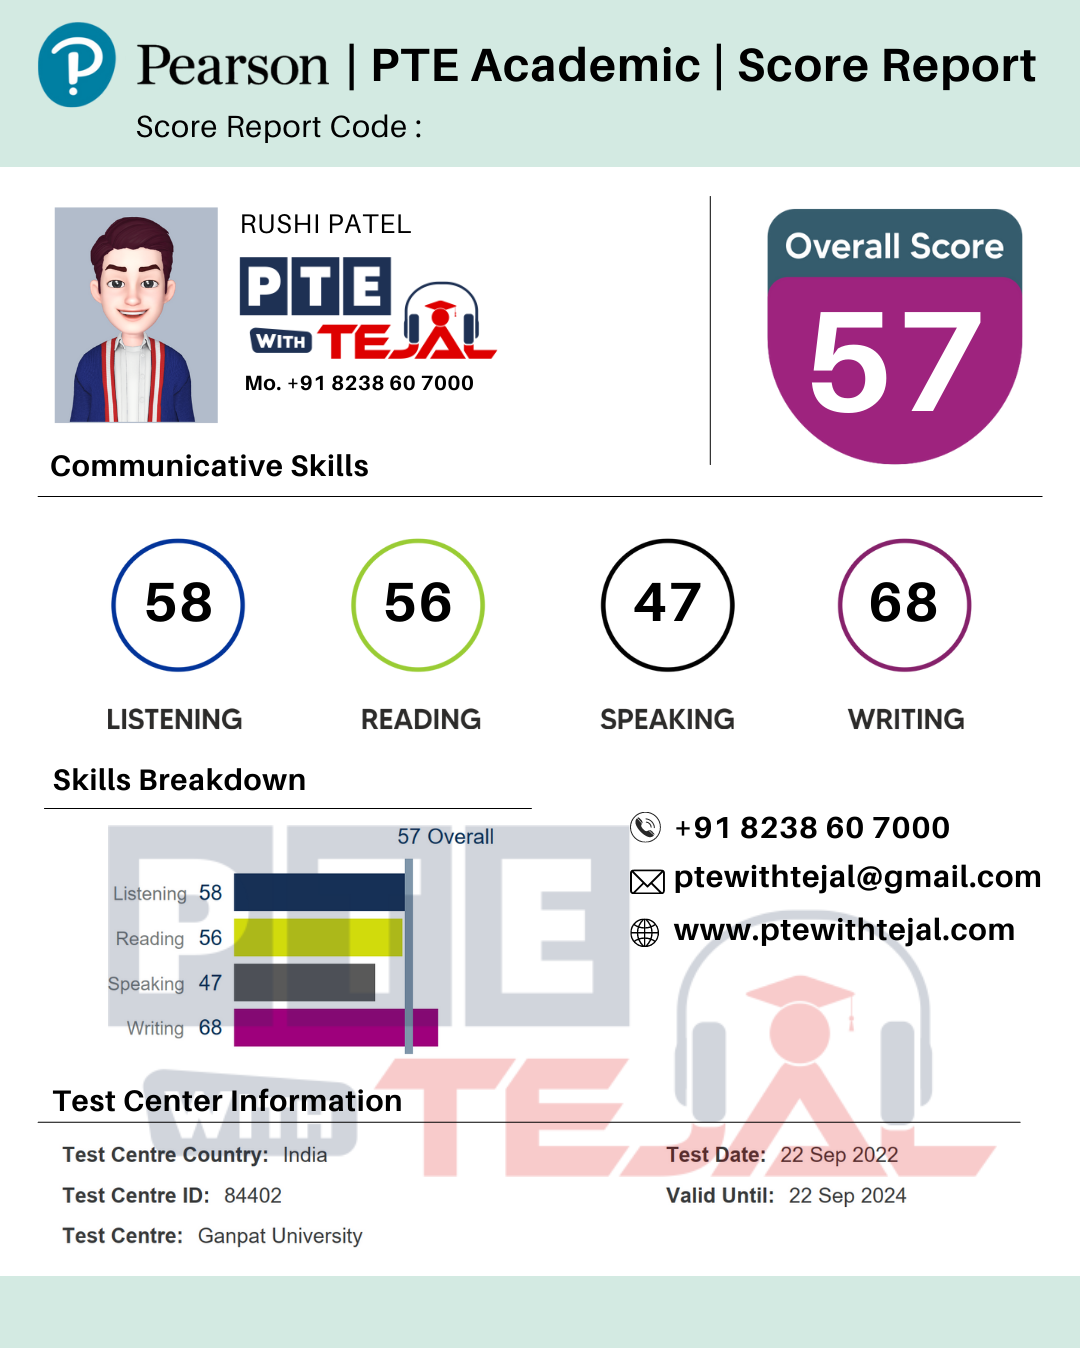 Pearson | PTE Academic | Score Report
Score Report Code :
RUSHI PATEL
PTE
WITH TEJAL
Mo. +91 8238 60 7000
Overall Score
57
Communicative Skills
58 56 47 68
LISTENING READING SPEAKING WRITING
Skills Breakdown
57 Overall
Listening 58
Reading 56
Speaking 47
Writing 68
+91 8238 60 7000
ptewithtejal@gmail.com
www.ptewithtejal.com
PTE
WITH TEJAL
Test Center Information
Test Centre Country: India
Test Date: 22 Sep 2022
Test Centre ID: 84402
Valid Until: 22 Sep 2024
Test Centre: Ganpat University